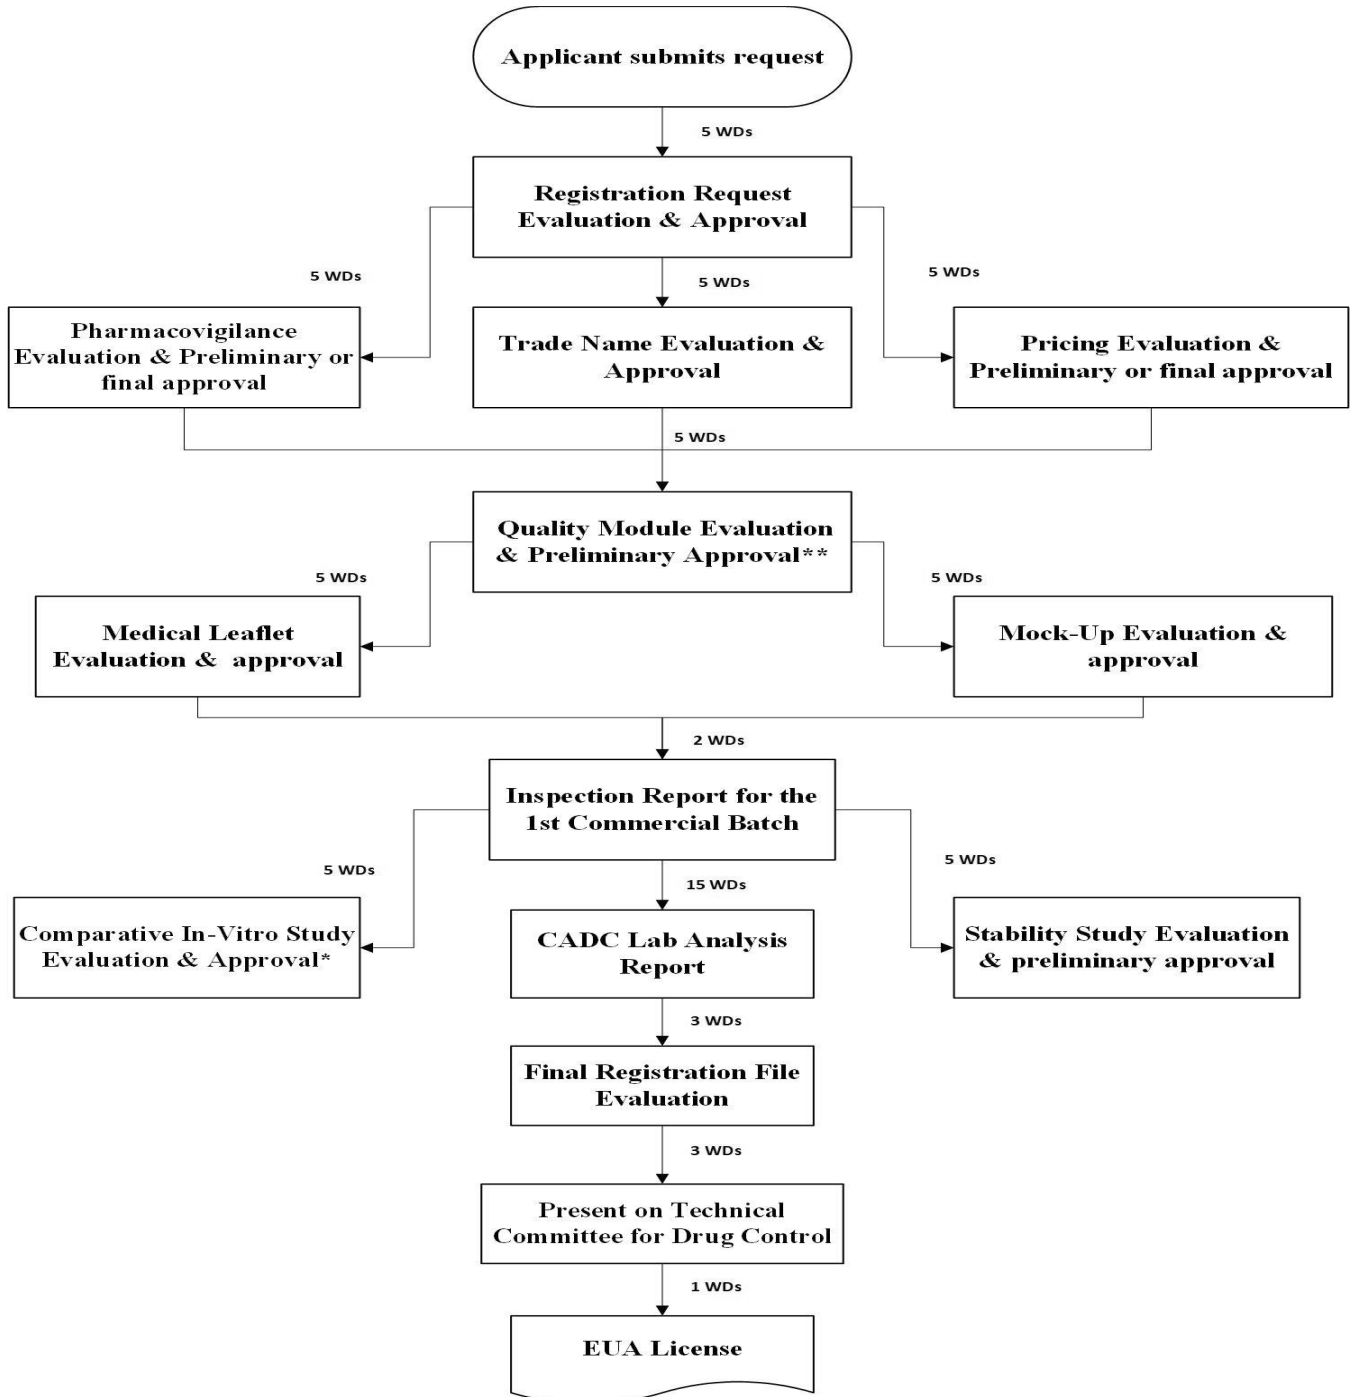 Applicant submits request
5 WDs
Registration Request
Evaluation & Approval
5 WDs
5 WDs
5 WDs
Pharmacovigilance
Evaluation & Preliminary or
final approval
Trade Name Evaluation &
Approval
Pricing Evaluation &
Preliminary or final approval
5 WDs
Quality Module Evaluation
& Preliminary Approval**
5 WDs
5 WDs
Medical Leaflet
Evaluation & approval
Mock-Up Evaluation &
approval
2 WDs
Inspection Report for the
1st Commercial Batch
5 WDs
15 WDs
5 WDs
Comparative In-Vitro Study
Evaluation & Approval*
CADC Lab Analysis
Report
Stability Study Evaluation
& preliminary approval
3 WDs
Final Registration File
Evaluation
3 WDs
Present on Technical
Committee for Drug Control
1 WDs
EUA License